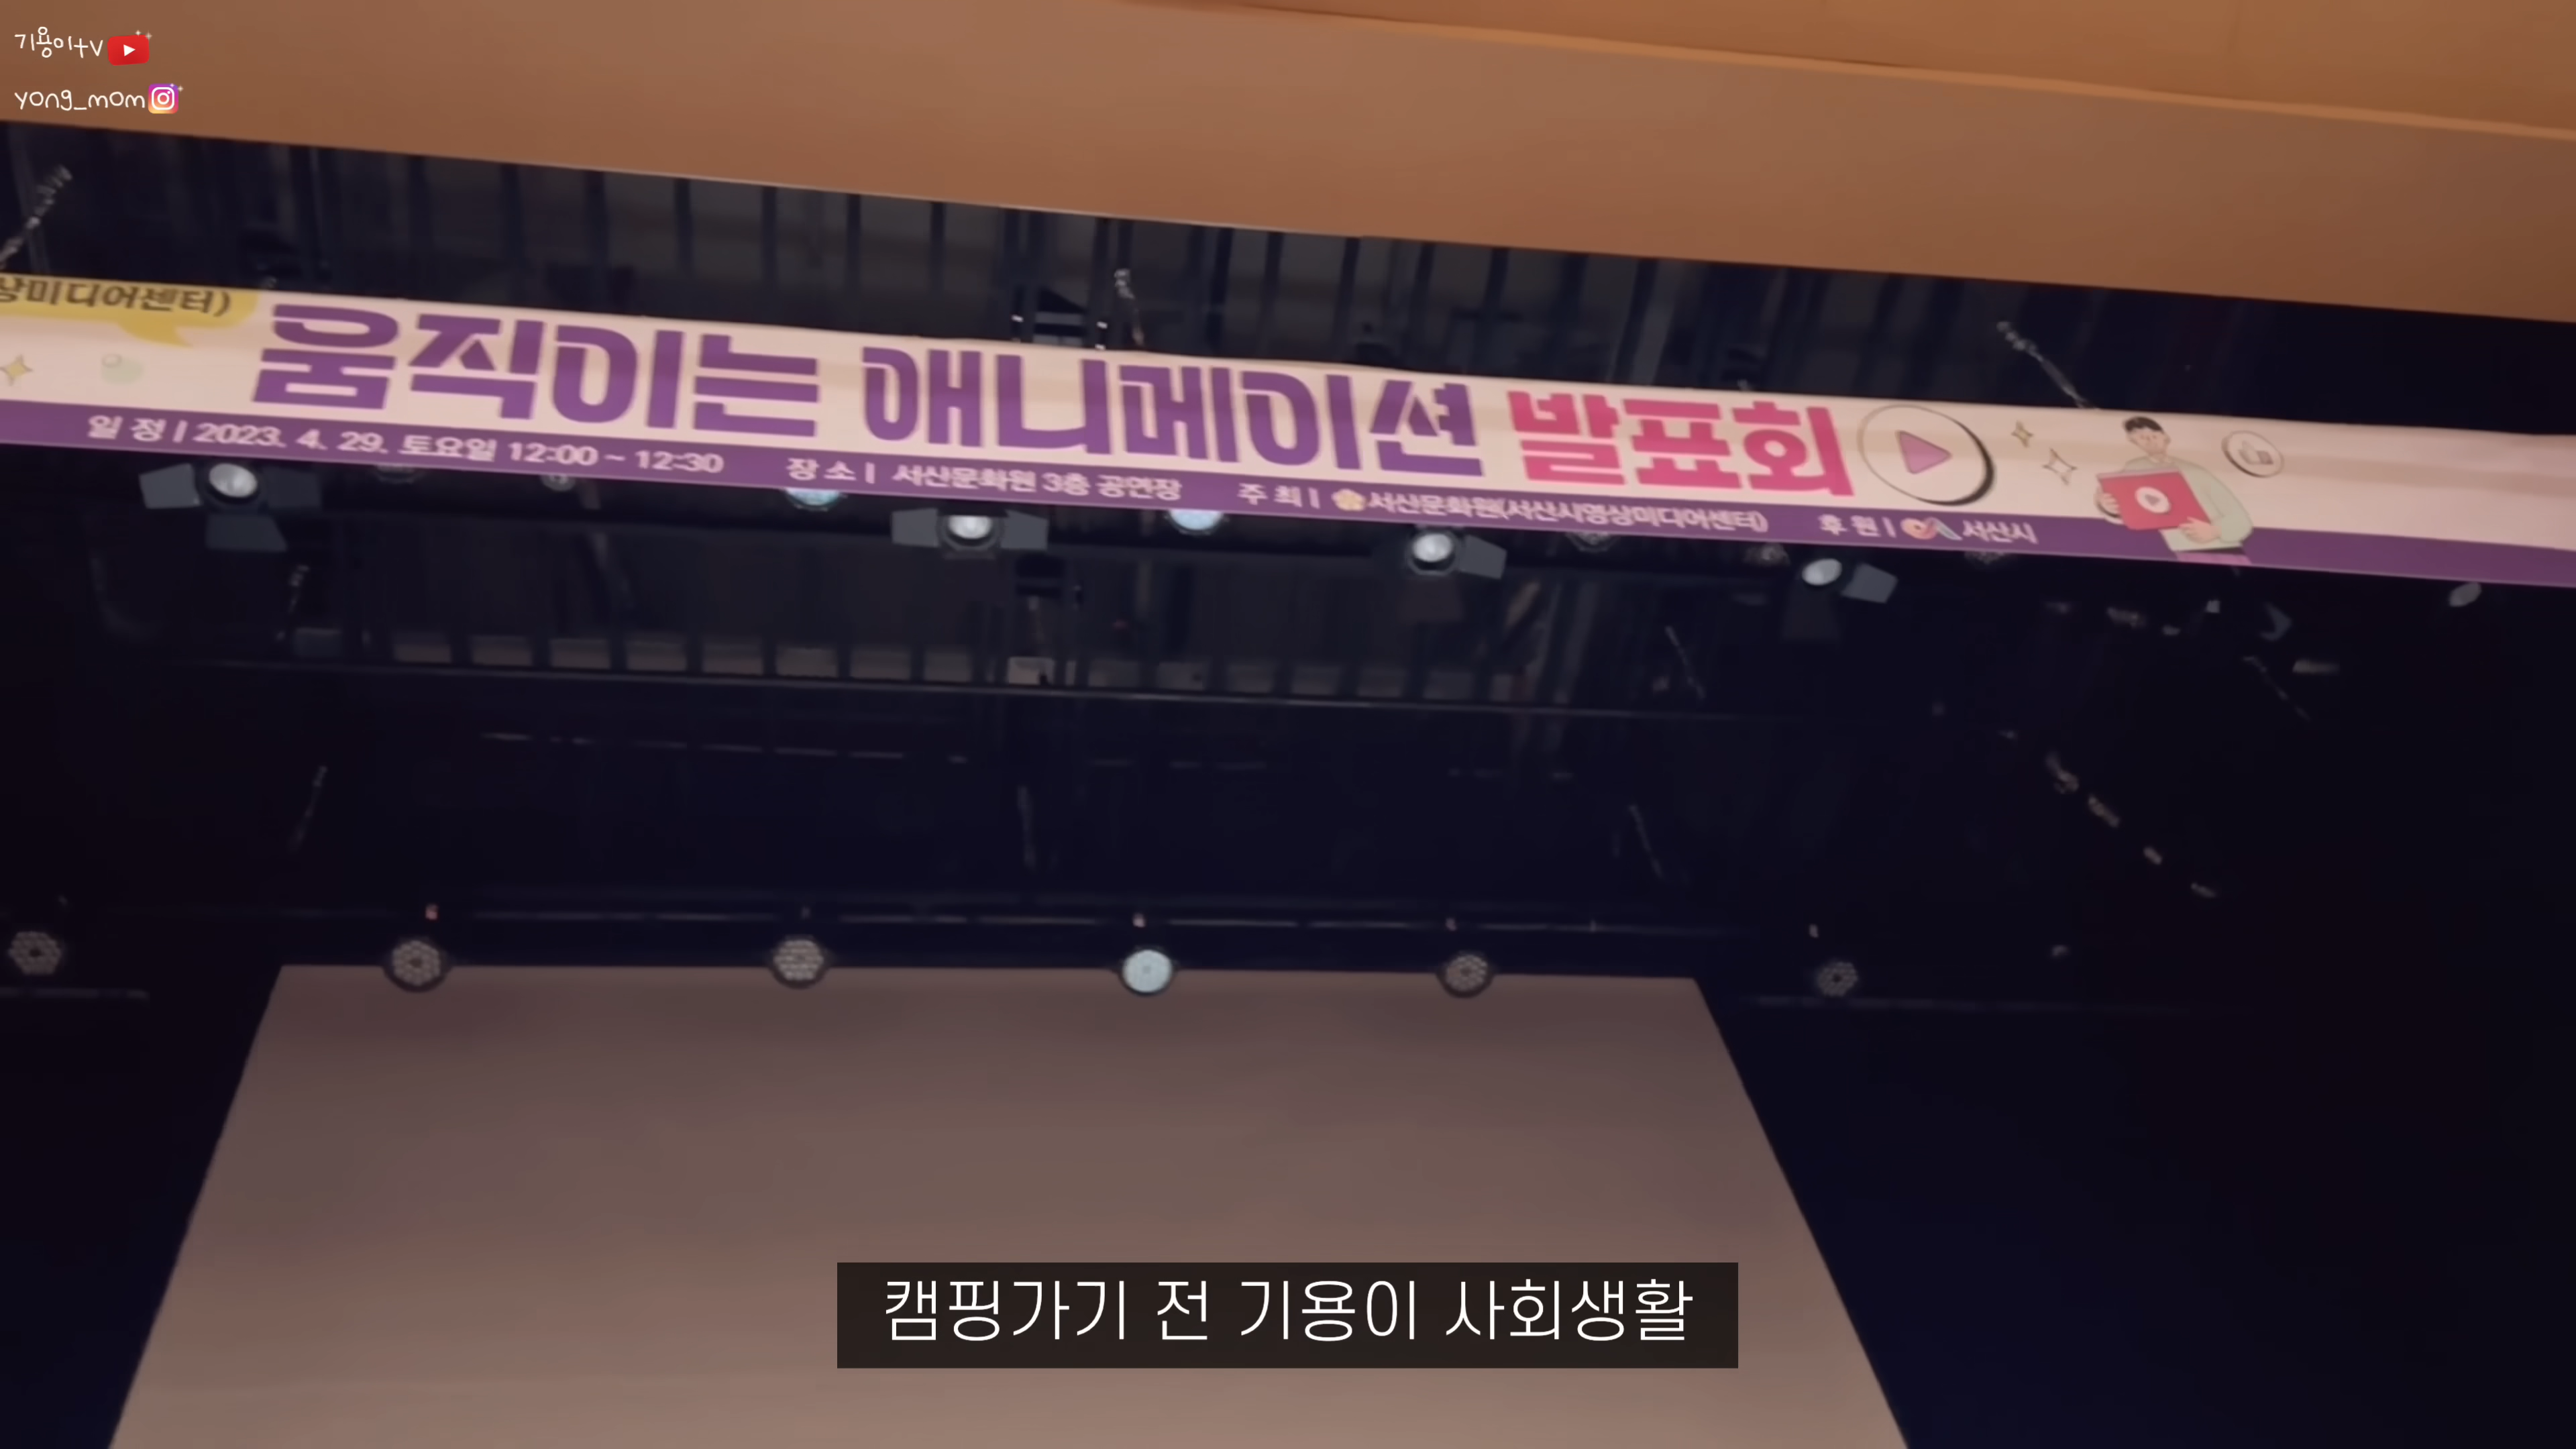 기용이tv
yong_mom
상미디어센터)
움직이는 애니메이션 발표회
일 정 | 2023. 4. 29. 토요일 12:00 ~ 12:30 장 소 | 서산문화원 3층 공연장 주 최 | 서산문화원(서산시영상미디어센터) 후 원 | 서산시
캠핑가기 전 기용이 사회생활